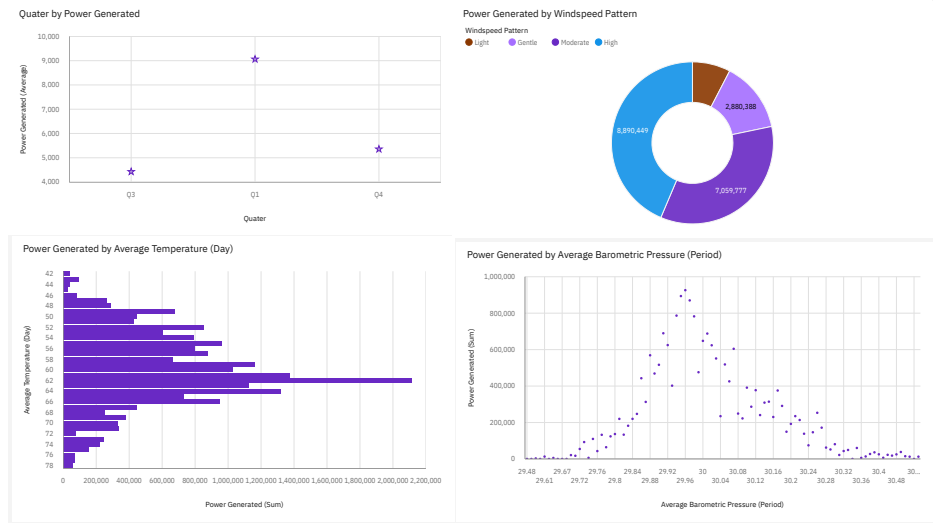 Quater by Power Generated
10,000
9,000
8,000
7,000
6,000
5,000
4,000
Power Generated (Average)
Q3 Q1 Q4
Quater
Power Generated by Windspeed Pattern
Windspeed Pattern
Light Gentle Moderate High
2,880,388
8,890,449
7,059,777
Power Generated by Average Temperature (Day)
42
44
46
48
50
52
54
56
58
60
62
64
66
68
70
72
74
76
78
Average Temperature (Day)
0 200,000 400,000 600,000 800,000 1,000,000 1,200,000 1,400,000 1,600,000 1,800,000 2,000,000 2,200,000
Power Generated (Sum)
Power Generated by Average Barometric Pressure (Period)
1,000,000
800,000
600,000
400,000
200,000
0
Power Generated (Sum)
29.48 29.67 29.76 29.84 29.92 30 30.08 30.16 30.24 30.32 30.4 30...
29.61 29.72 29.8 29.88 29.96 30.04 30.12 30.2 30.28 30.36 30.48
Average Barometric Pressure (Period)